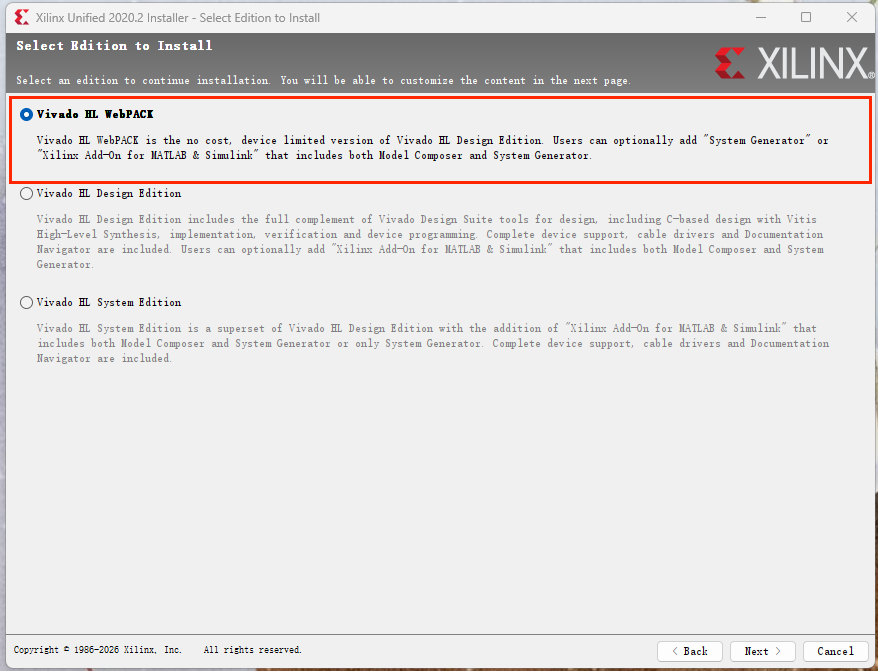 Xilinx Unified 2020.2 Installer - Select Edition to Install
Select Edition to Install
XILINX®
Select an edition to continue installation. You will be able to customize the content in the next page.
Vivado HL WebPACK
Vivado HL WebPACK is the no cost, device limited version of Vivado HL Design Edition. Users can optionally add "System Generator" or
"Xilinx Add-On for MATLAB & Simulink" that includes both Model Composer and System Generator.
Vivado HL Design Edition
Vivado HL Design Edition includes the full complement of Vivado Design Suite tools for design, including C-based design with Vitis
High-Level Synthesis, implementation, verification and device programming. Complete device support, cable drivers and Documentation
Navigator are included. Users can optionally add "Xilinx Add-On for MATLAB & Simulink" that includes both Model Composer and System
Generator.
Vivado HL System Edition
Vivado HL System Edition is a superset of Vivado HL Design Edition with the addition of "Xilinx Add-On for MATLAB & Simulink" that
includes both Model Composer and System Generator or only System Generator. Complete device support, cable drivers and Documentation
Navigator are included.
Copyright © 1986-2026 Xilinx, Inc. All rights reserved.
< Back
Next >
Cancel